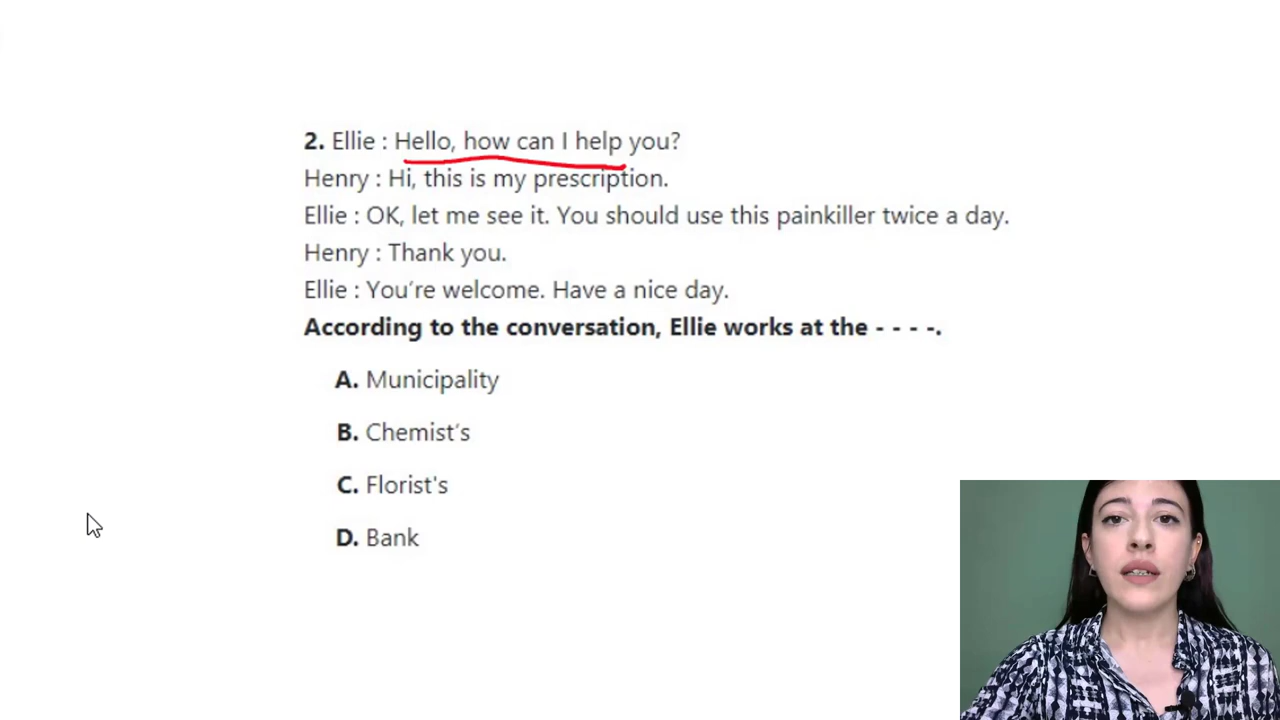 2. Ellie : Hello, how can I help you?
Henry : Hi, this is my prescription.
Ellie : OK, let me see it. You should use this painkiller twice a day.
Henry : Thank you.
Ellie : You’re welcome. Have a nice day.
According to the conversation, Ellie works at the - - - -.
A. Municipality
B. Chemist’s
C. Florist's
D. Bank